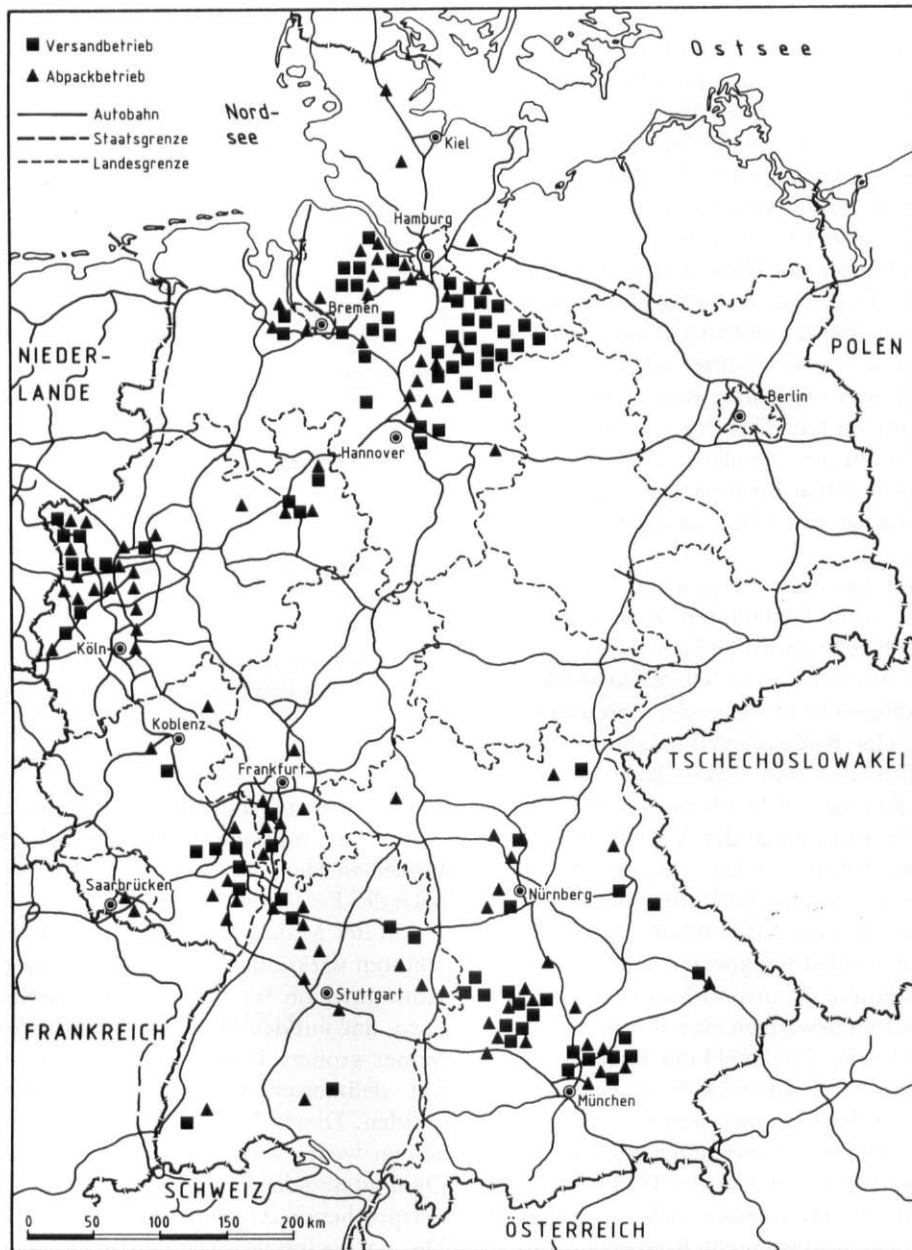 ■ Versandbetrieb
▲ Abpackbetrieb
Autobahn
Staatsgrenze
Landesgrenze
Nord-
see
Ostsee
Kiel
Hamburg
Bremen
NIEDER-
LANDE
POLEN
Berlin
Hannover
Köln
Koblenz
Frankfurt
TSCHECHOSLOWAKEI
Saarbrücken
Nürnberg
Stuttgart
FRANKREICH
München
SCHWEIZ
ÖSTERREICH
0 50 100 150 200 km